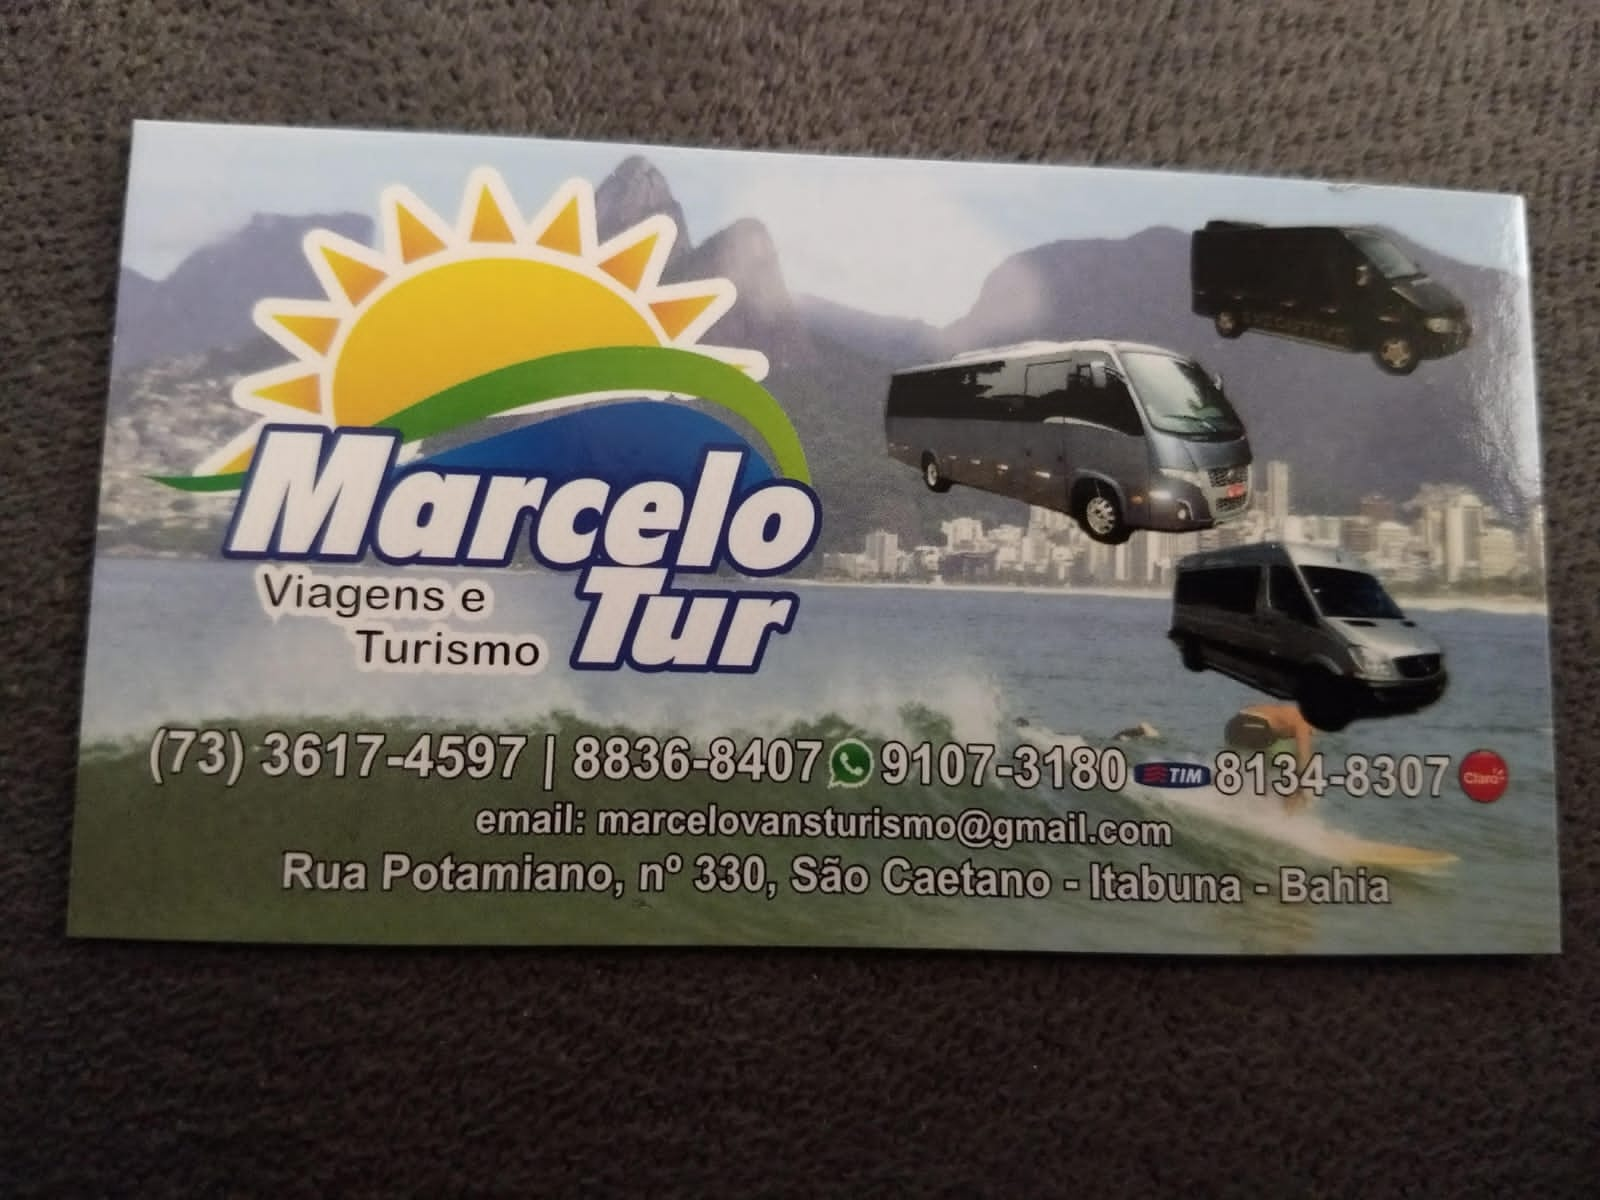 Marcelo
Tur
Viagens e
Turismo
(73) 3617-4597 | 8836-8407 9107-3180 TIM 8134-8307 Claro
email: marcelovansturismo@gmail.com
Rua Potamiano, nº 330, São Caetano - Itabuna - Bahia